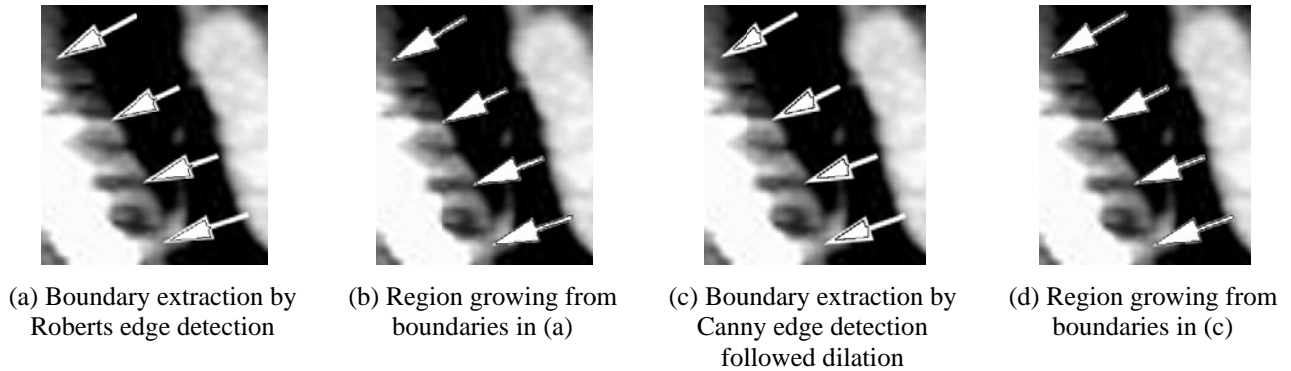 (a) Boundary extraction by
Roberts edge detection
(b) Region growing from
boundaries in (a)
(c) Boundary extraction by
Canny edge detection
followed dilation
(d) Region growing from
boundaries in (c)